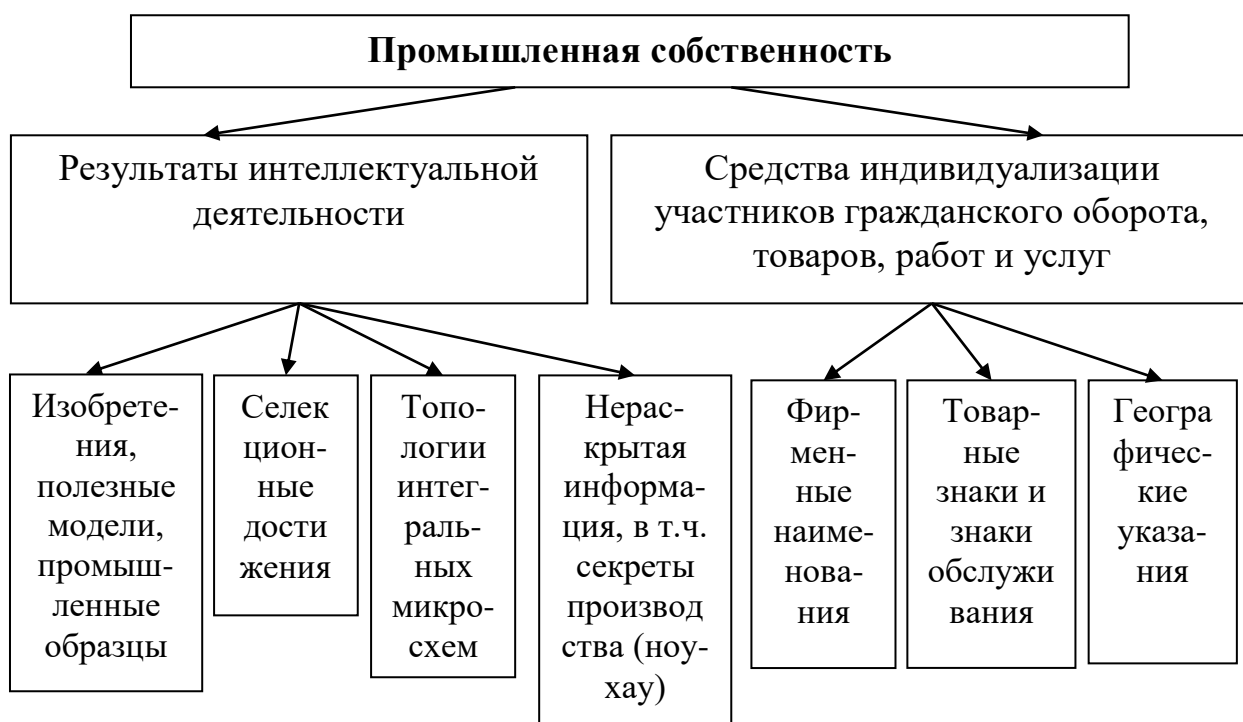 Промышленная собственность
Результаты интеллектуальной
деятельности
Средства индивидуализации
участников гражданского оборота,
товаров, работ и услуг
Изобрете-
ния,
полезные
модели,
промыш-
ленные
образцы
Селек
цион-
ные
дости
жения
Топо-
логии
интег-
раль-
ных
микро-
схем
Нерас-
крытая
информа-
ция, в т.ч.
секреты
производ
ства (ноу-
хау)
Фир-
мен-
ные
наиме-
нова-
ния
Товар-
ные
знаки и
знаки
обслужи
вания
Геогра
фичес-
кие
указа-
ния